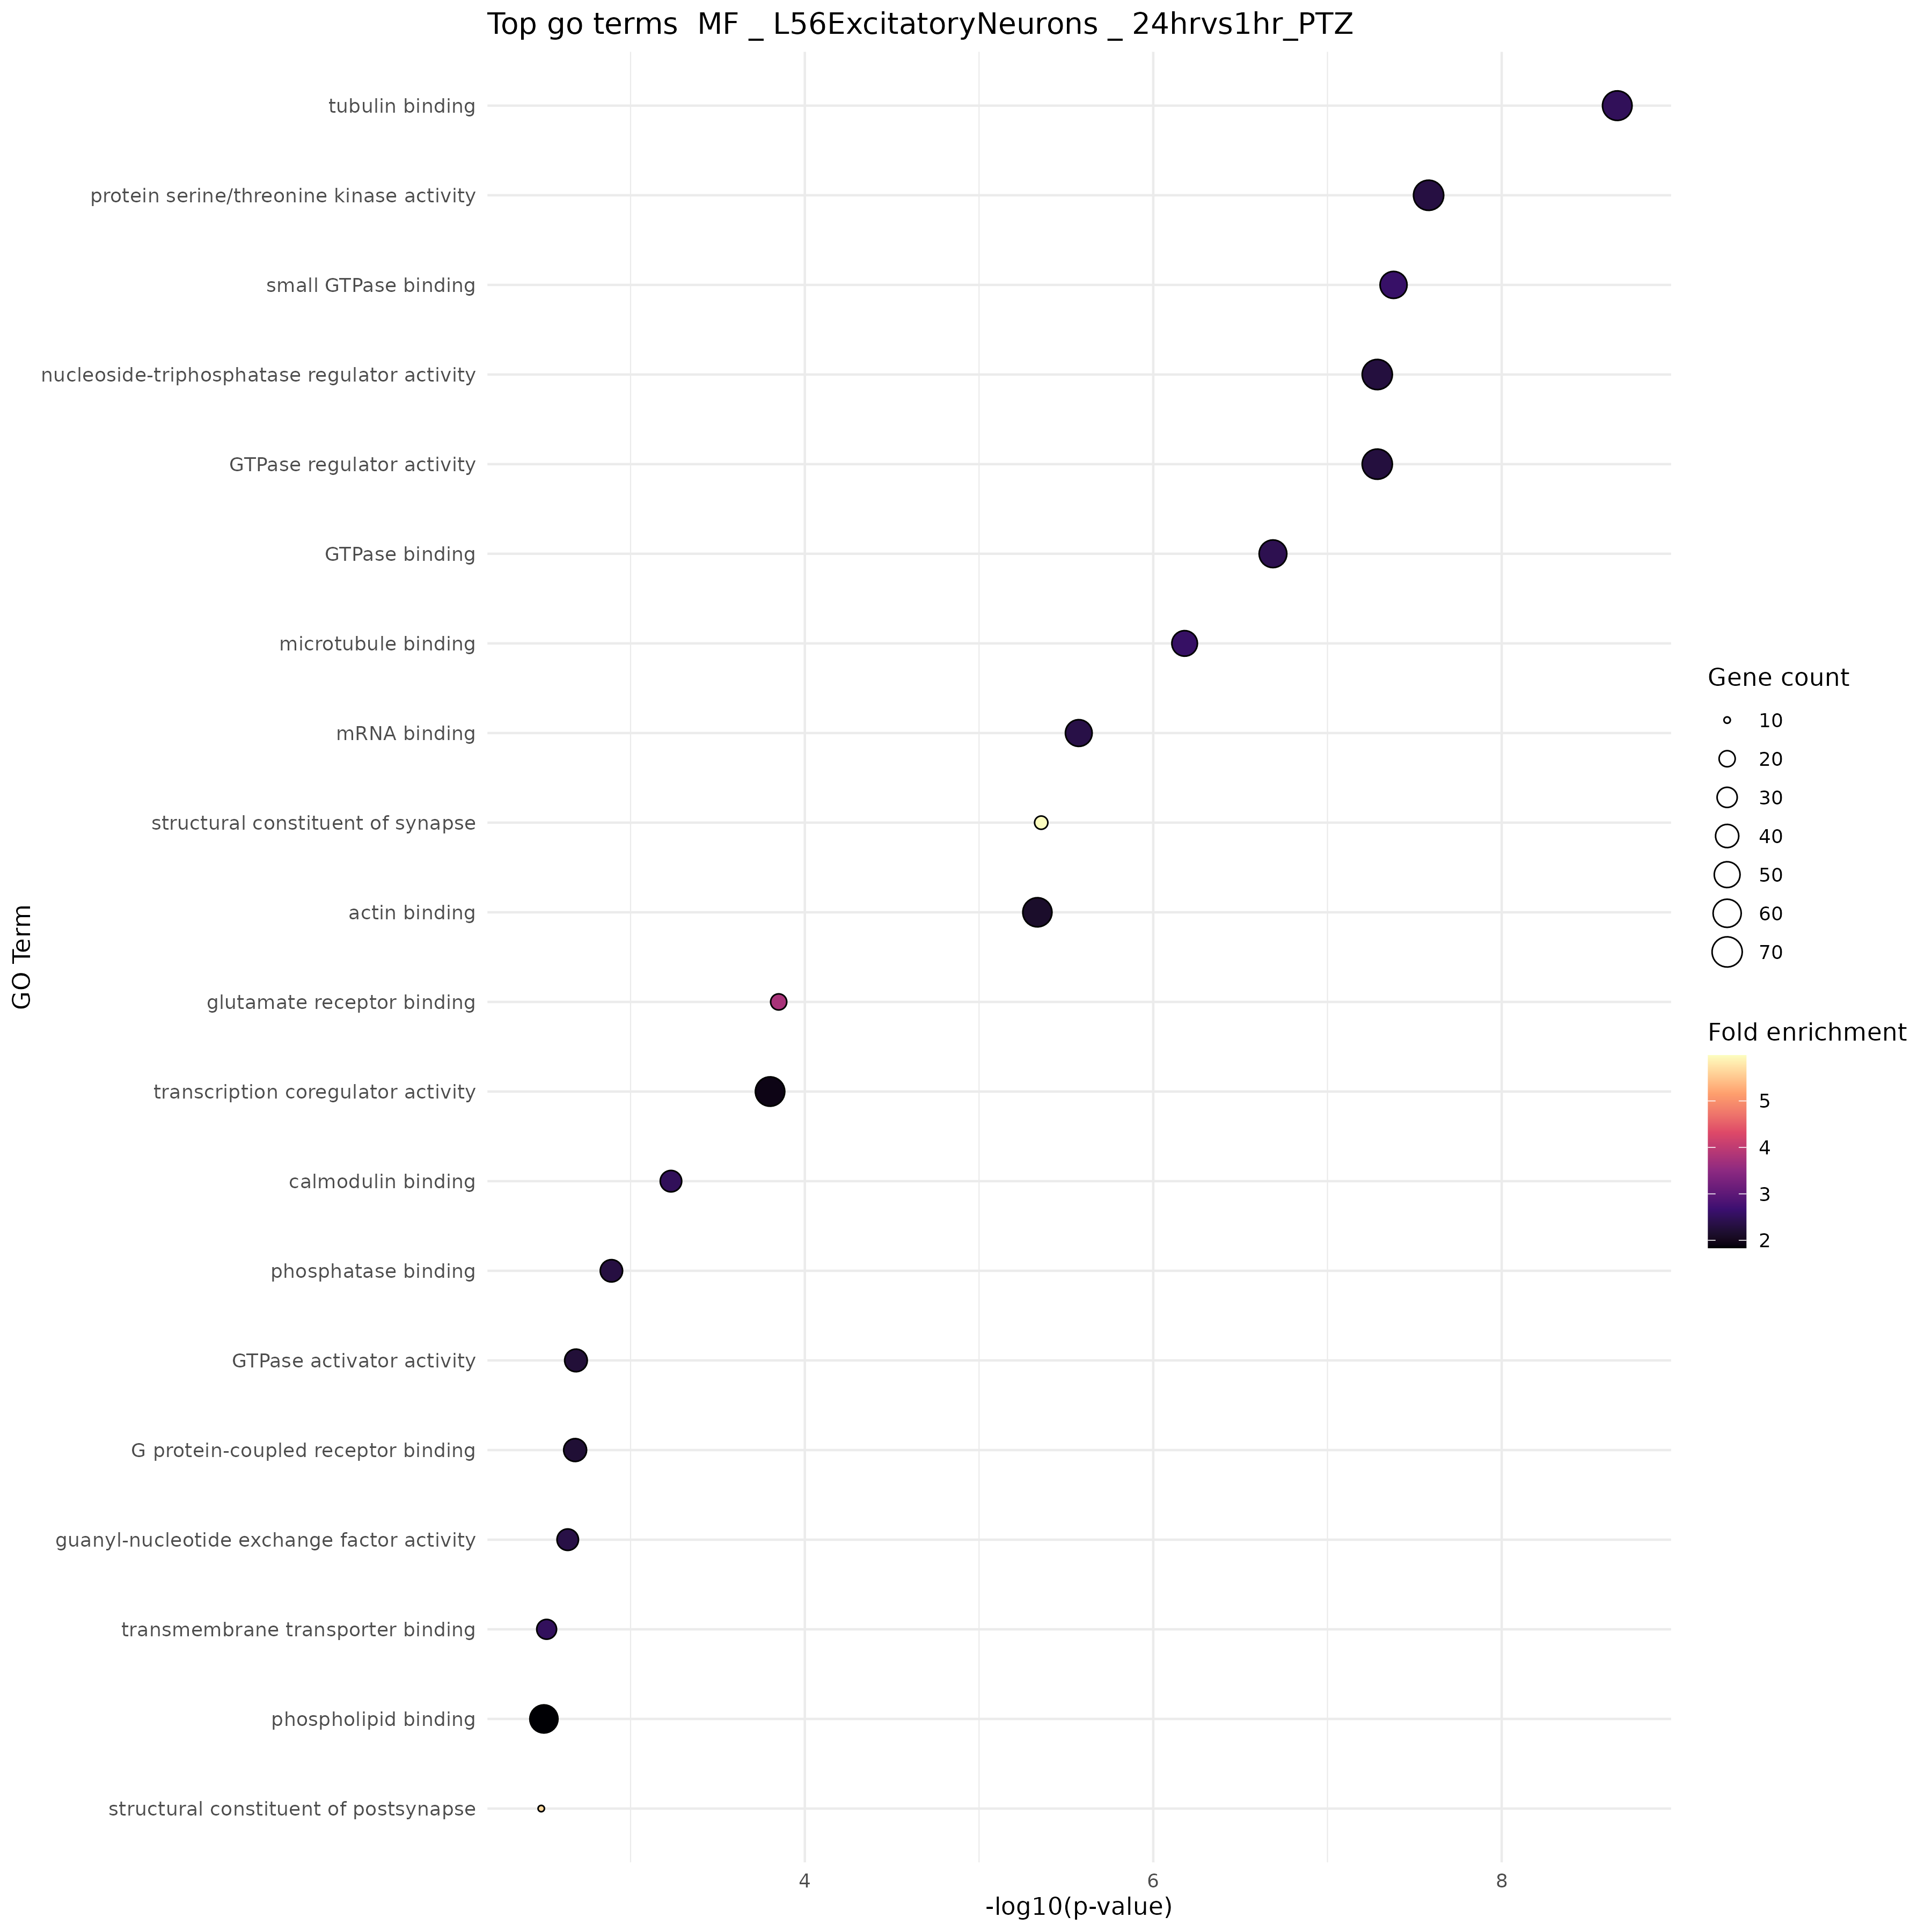 Top go terms  MF _ L56ExcitatoryNeurons _ 24hrvs1hr_PTZ
GO Term
tubulin binding
protein serine/threonine kinase activity
small GTPase binding
nucleoside-triphosphatase regulator activity
GTPase regulator activity
GTPase binding
microtubule binding
mRNA binding
structural constituent of synapse
actin binding
glutamate receptor binding
transcription coregulator activity
calmodulin binding
phosphatase binding
GTPase activator activity
G protein-coupled receptor binding
guanyl-nucleotide exchange factor activity
transmembrane transporter binding
phospholipid binding
structural constituent of postsynapse
4
6
8
-log10(p-value)
Gene count
10
20
30
40
50
60
70
Fold enrichment
5
4
3
2